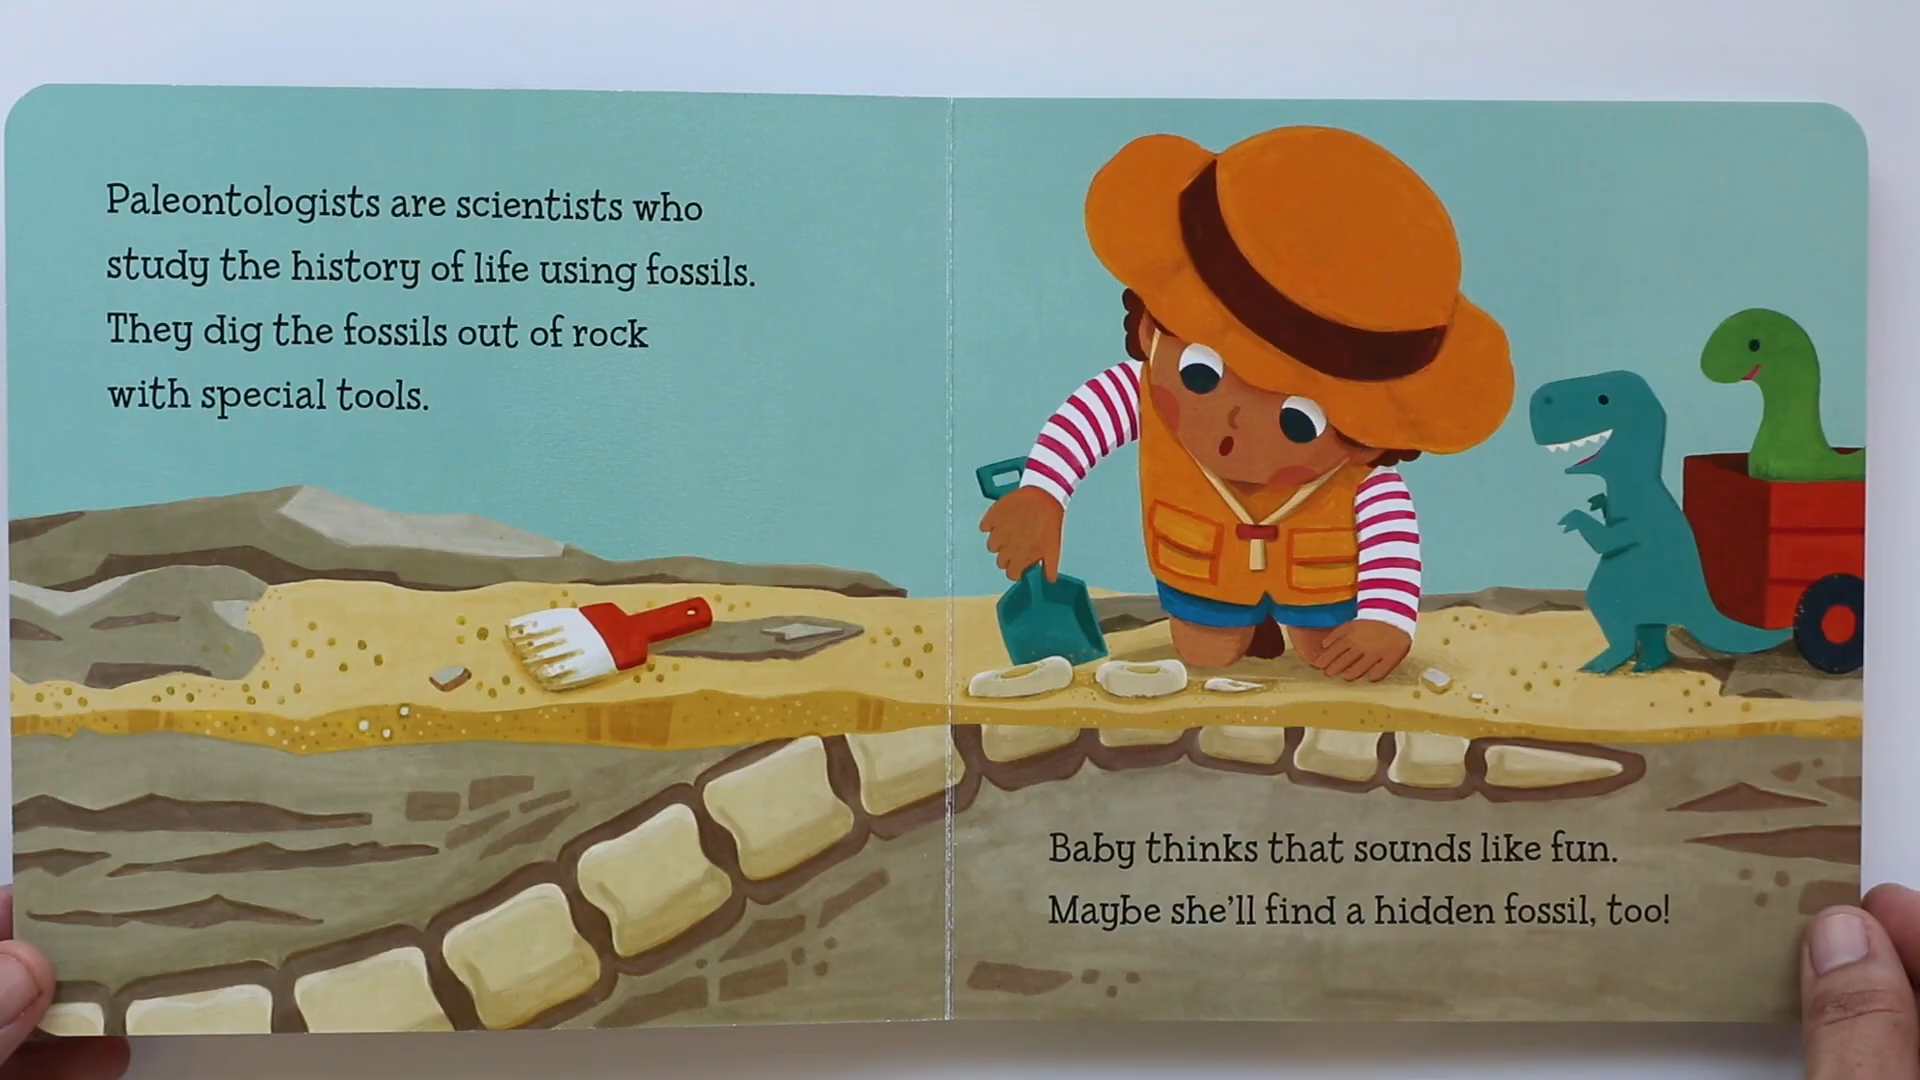 Paleontologists are scientists who
study the history of life using fossils.
They dig the fossils out of rock
with special tools.
Baby thinks that sounds like fun.
Maybe she'll find a hidden fossil, too!